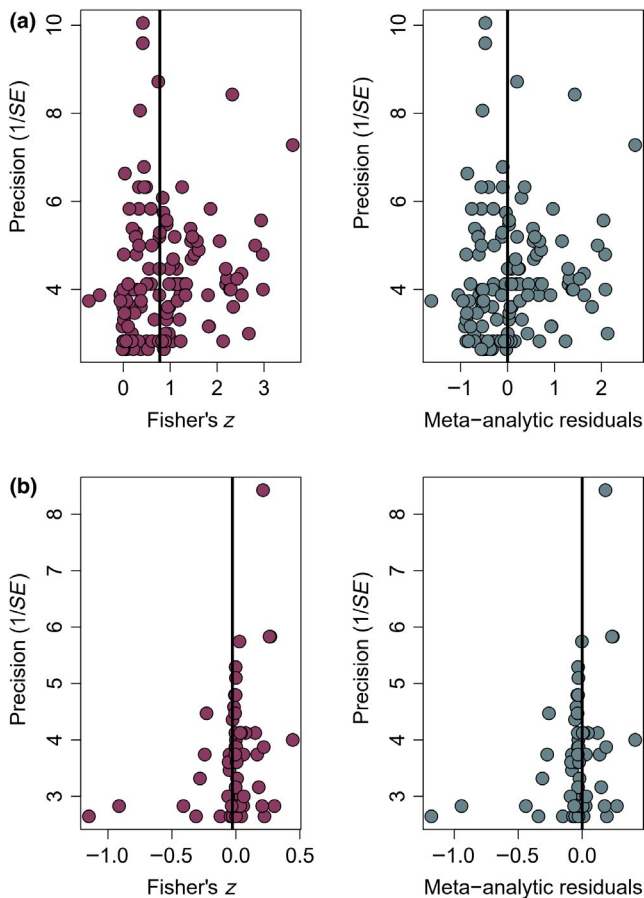 (a)
Precision (1/SE)
10
8
6
4
0 1 2 3
Fisher's z
Precision (1/SE)
10
8
6
4
−1 0 1 2
Meta−analytic residuals
(b)
Precision (1/SE)
8
7
6
5
4
3
−1.0 −0.5 0.0 0.5
Fisher's z
Precision (1/SE)
8
7
6
5
4
3
−1.0 −0.5 0.0
Meta−analytic residuals